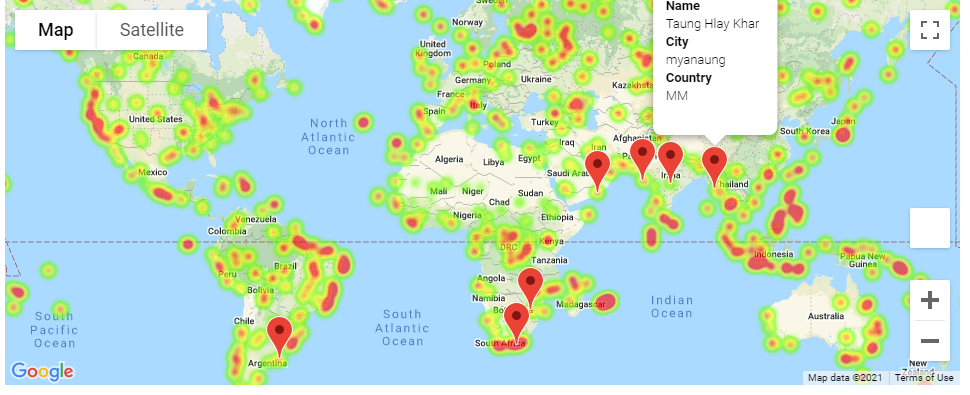 Map
Satellite
Name
Taung Hlay Khar
City
myanaung
Country
MM
Sweden
Norway
Canada
United
Kingdom
Poland
Germany
Ukraine
Kazakhstan
France
Italy
Spain
Turkey
United States
North
Atlantic
Ocean
South Korea
Japan
Afghanistan
Iraq
Iran
Algeria
Libya
Egypt
Saudi Arabia
India
Thailand
Mexico
Mali
Niger
Sudan
Chad
Nigeria
Ethiopia
Venezuela
Colombia
DRC
Kenya
Tanzania
Indonesia
Papua New
Guinea
Peru
Brazil
Bolivia
Angola
Namibia
Madagascar
Indian
Ocean
South
Atlantic
Ocean
South
Pacific
Ocean
Chile
South Africa
Australia
Argentina
New
Zealand
Google
Map data ©2021
Terms of Use